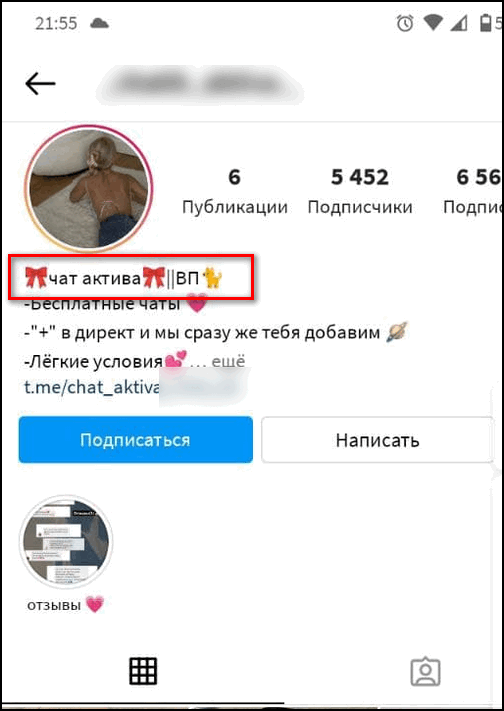 21:55
6
5 452
6 56
Публикации
Подписчики
Подпи
🎀чат актива🎀||ВП🐈
-Бесплатные чаты 💗
-"+" в директ и мы сразу же тебя добавим 🪐
-Лёгкие условия💕... ещё
t.me/chat_aktiva
Подписаться
Написать
отзывы 💗